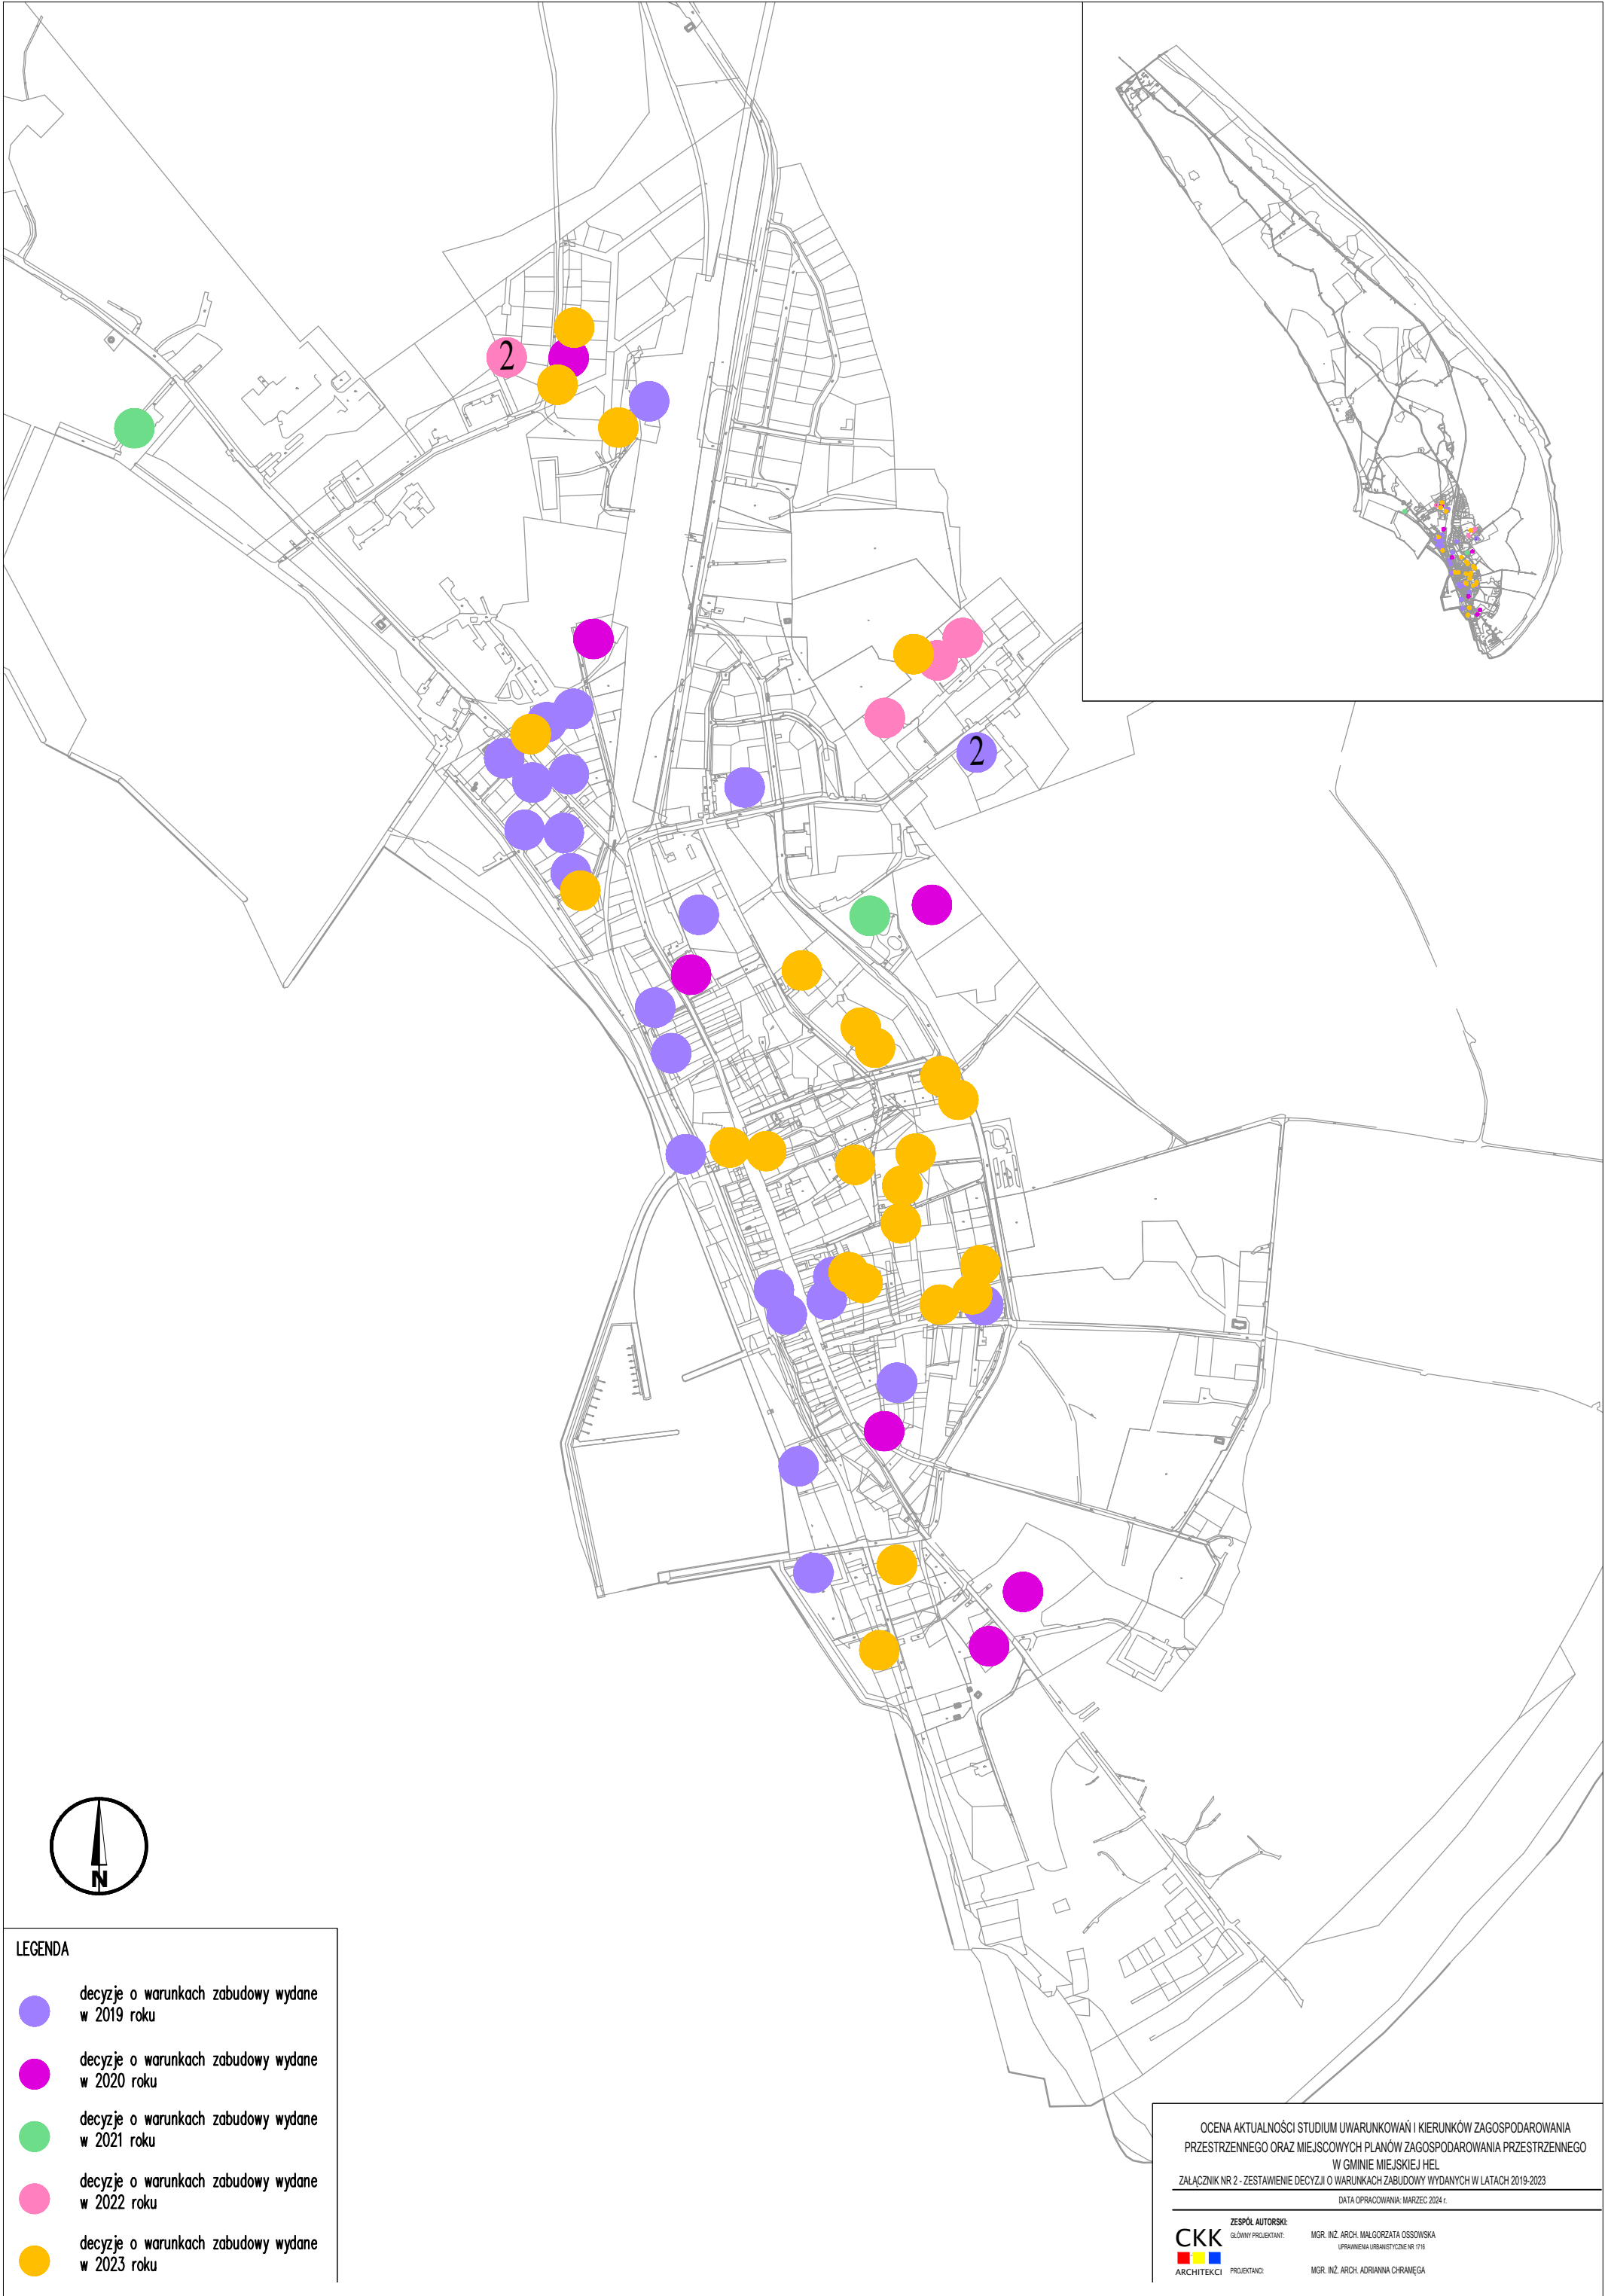 2
2
N
LEGENDA
decyzje o warunkach zabudowy wydane
w 2019 roku
decyzje o warunkach zabudowy wydane
w 2020 roku
decyzje o warunkach zabudowy wydane
w 2021 roku
decyzje o warunkach zabudowy wydane
w 2022 roku
decyzje o warunkach zabudowy wydane
w 2023 roku
OCENA AKTUALNOŚCI STUDIUM UWARUNKOWAŃ I KIERUNKÓW ZAGOSPODAROWANIA
PRZESTRZENNEGO ORAZ MIEJSCOWYCH PLANÓW ZAGOSPODAROWANIA PRZESTRZENNEGO
W GMINIE MIEJSKIEJ HEL
ZAŁĄCZNIK NR 2 - ZESTAWIENIE DECYZJI O WARUNKACH ZABUDOWY WYDANYCH W LATACH 2019-2023
DATA OPRACOWANIA: MARZEC 2024 r.
ZESPÓŁ AUTORSKI:
GŁÓWNY PROJEKTANT: MGR. INŻ. ARCH. MAŁGORZATA OSSOWSKA
UPRAWNIENIA URBANISTYCZNE NR 1716
CKK
ARCHITEKCI
PROJEKTANCI: MGR. INŻ. ARCH. ADRIANNA CHRAMĘGA